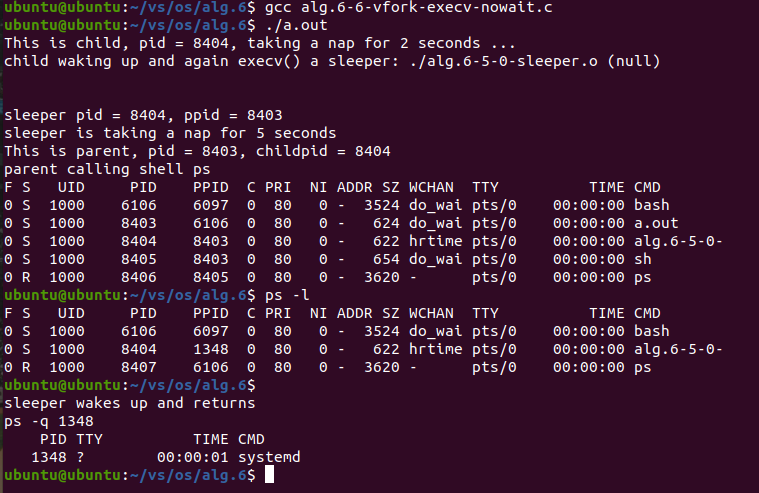 ubuntu@ubuntu:~/vs/os/alg.6$ gcc alg.6-6-vfork-execv-nowait.c
ubuntu@ubuntu:~/vs/os/alg.6$ ./a.out
This is child, pid = 8404, taking a nap for 2 seconds ...
child waking up and again execv() a sleeper: ./alg.6-5-0-sleeper.o (null)
sleeper pid = 8404, ppid = 8403
sleeper is taking a nap for 5 seconds
This is parent, pid = 8403, childpid = 8404
parent calling shell ps
F S   UID     PID    PPID  C PRI  NI ADDR SZ WCHAN  TTY          TIME CMD
0 S  1000    6106    6097  0  80   0 -  3524 do_wai pts/0    00:00:00 bash
0 S  1000    8403    6106  0  80   0 -   624 do_wai pts/0    00:00:00 a.out
0 S  1000    8404    8403  0  80   0 -   622 hrtime pts/0    00:00:00 alg.6-5-0-
0 S  1000    8405    8403  0  80   0 -   654 do_wai pts/0    00:00:00 sh
0 R  1000    8406    8405  0  80   0 -  3620 -      pts/0    00:00:00 ps
ubuntu@ubuntu:~/vs/os/alg.6$ ps -l
F S   UID     PID    PPID  C PRI  NI ADDR SZ WCHAN  TTY          TIME CMD
0 S  1000    6106    6097  0  80   0 -  3524 do_wai pts/0    00:00:00 bash
0 S  1000    8404    1348  0  80   0 -   622 hrtime pts/0    00:00:00 alg.6-5-0-
0 R  1000    8407    6106  0  80   0 -  3620 -      pts/0    00:00:00 ps
ubuntu@ubuntu:~/vs/os/alg.6$
sleeper wakes up and returns
ps -q 1348
    PID TTY          TIME CMD
   1348 ?        00:00:01 systemd
ubuntu@ubuntu:~/vs/os/alg.6$